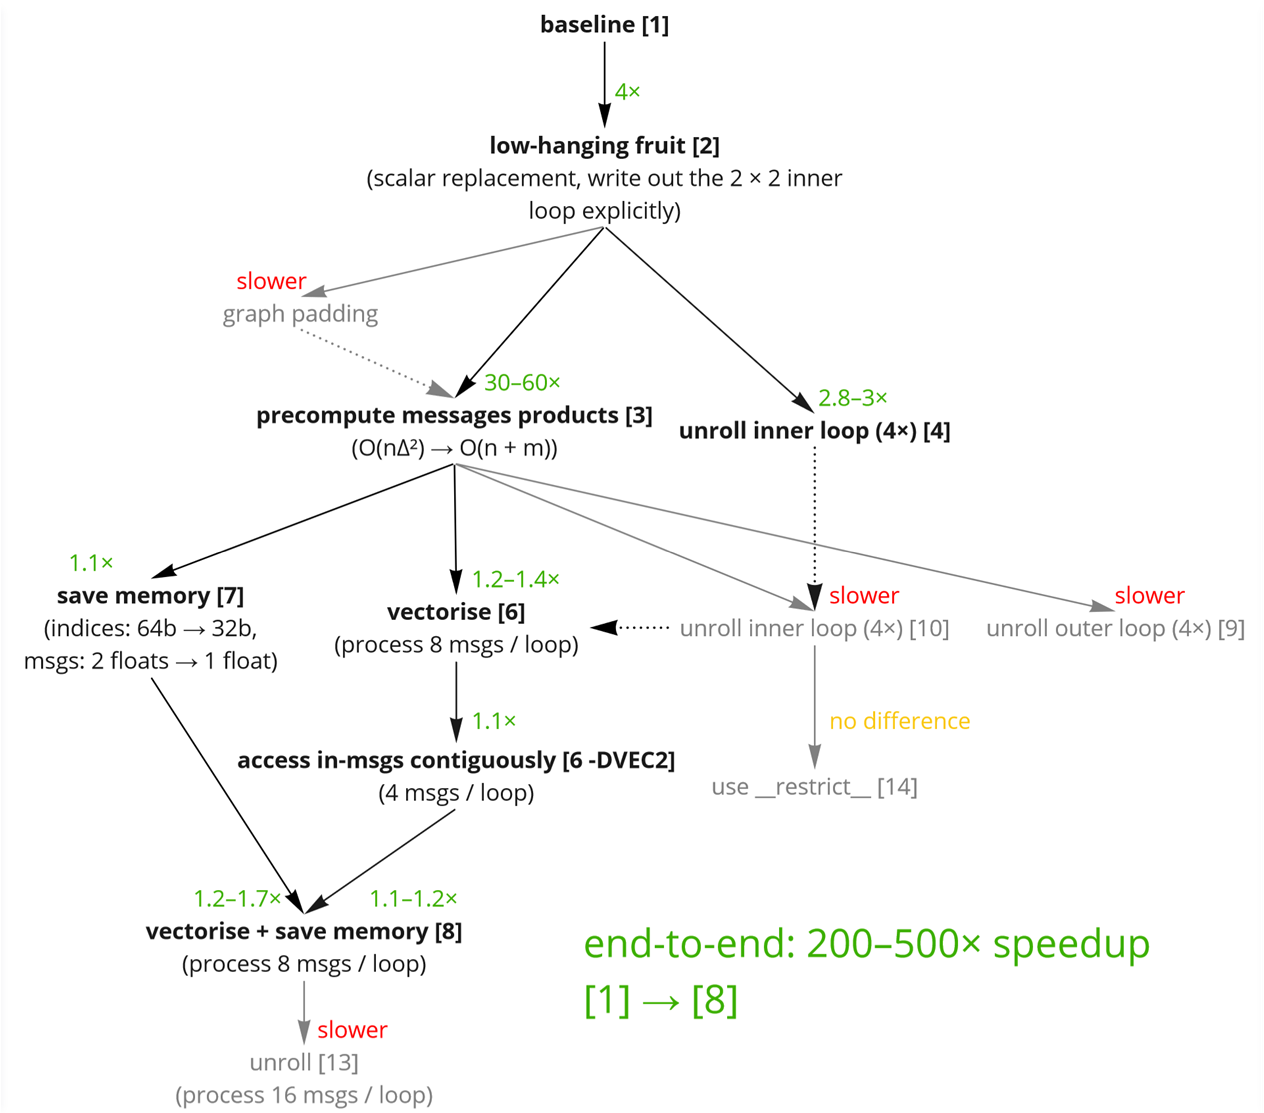 baseline [1]
4×
low-hanging fruit [2]
(scalar replacement, write out the 2 × 2 inner
loop explicitly)
slower
graph padding
30–60×
precompute messages products [3]
(O(nΔ²) → O(n + m))
2.8–3×
unroll inner loop (4×) [4]
1.1×
save memory [7]
(indices: 64b → 32b,
msgs: 2 floats → 1 float)
1.2–1.4×
vectorise [6]
(process 8 msgs / loop)
slower
unroll inner loop (4×) [10]
slower
unroll outer loop (4×) [9]
1.1×
access in-msgs contiguously [6 -DVEC2]
(4 msgs / loop)
no difference
use __restrict__ [14]
1.2–1.7×
1.1–1.2×
vectorise + save memory [8]
(process 8 msgs / loop)
end-to-end: 200–500× speedup
[1] → [8]
slower
unroll [13]
(process 16 msgs / loop)